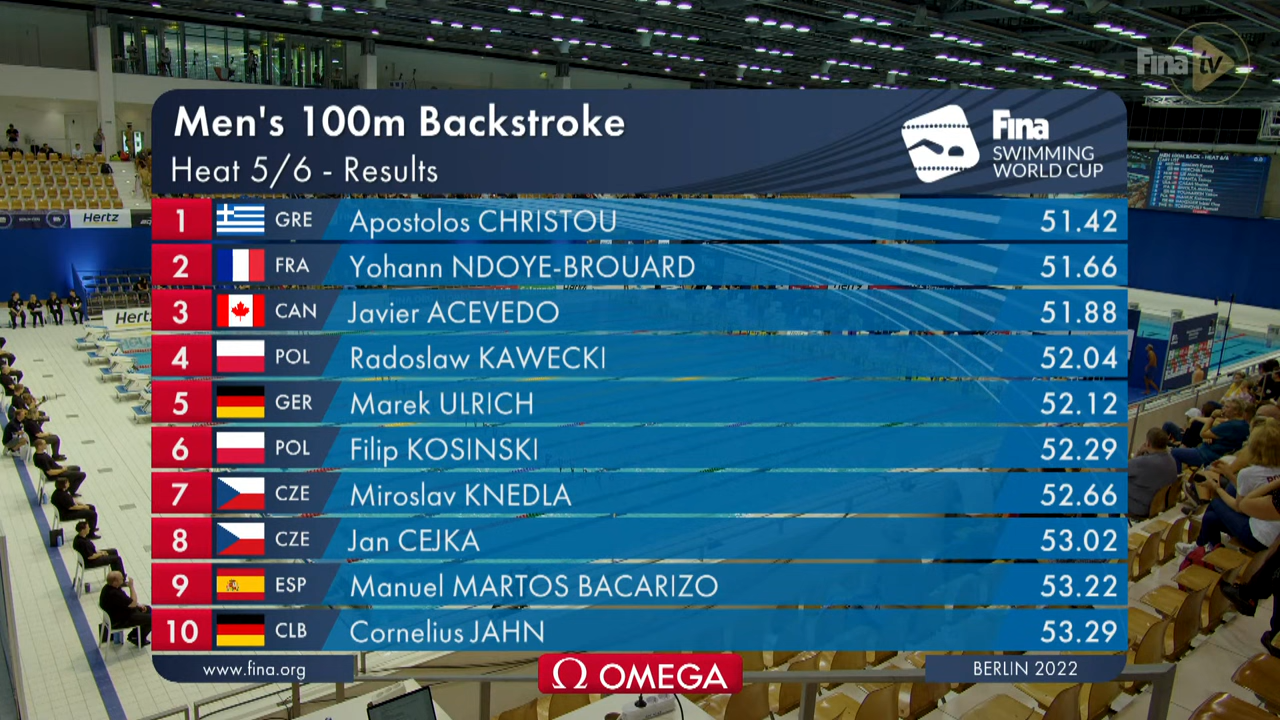 Fina tv
Men's 100m Backstroke
Heat 5/6 - Results
Fina
SWIMMING
WORLD CUP
1 GRE Apostolos CHRISTOU 51.42
2 FRA Yohann NDOYE-BROUARD 51.66
3 CAN Javier ACEVEDO 51.88
4 POL Radoslaw KAWECKI 52.04
5 GER Marek ULRICH 52.12
6 POL Filip KOSINSKI 52.29
7 CZE Miroslav KNEDLA 52.66
8 CZE Jan CEJKA 53.02
9 ESP Manuel MARTOS BACARIZO 53.22
10 CLB Cornelius JAHN 53.29
www.fina.org
OMEGA
BERLIN 2022
Hertz
Hertz